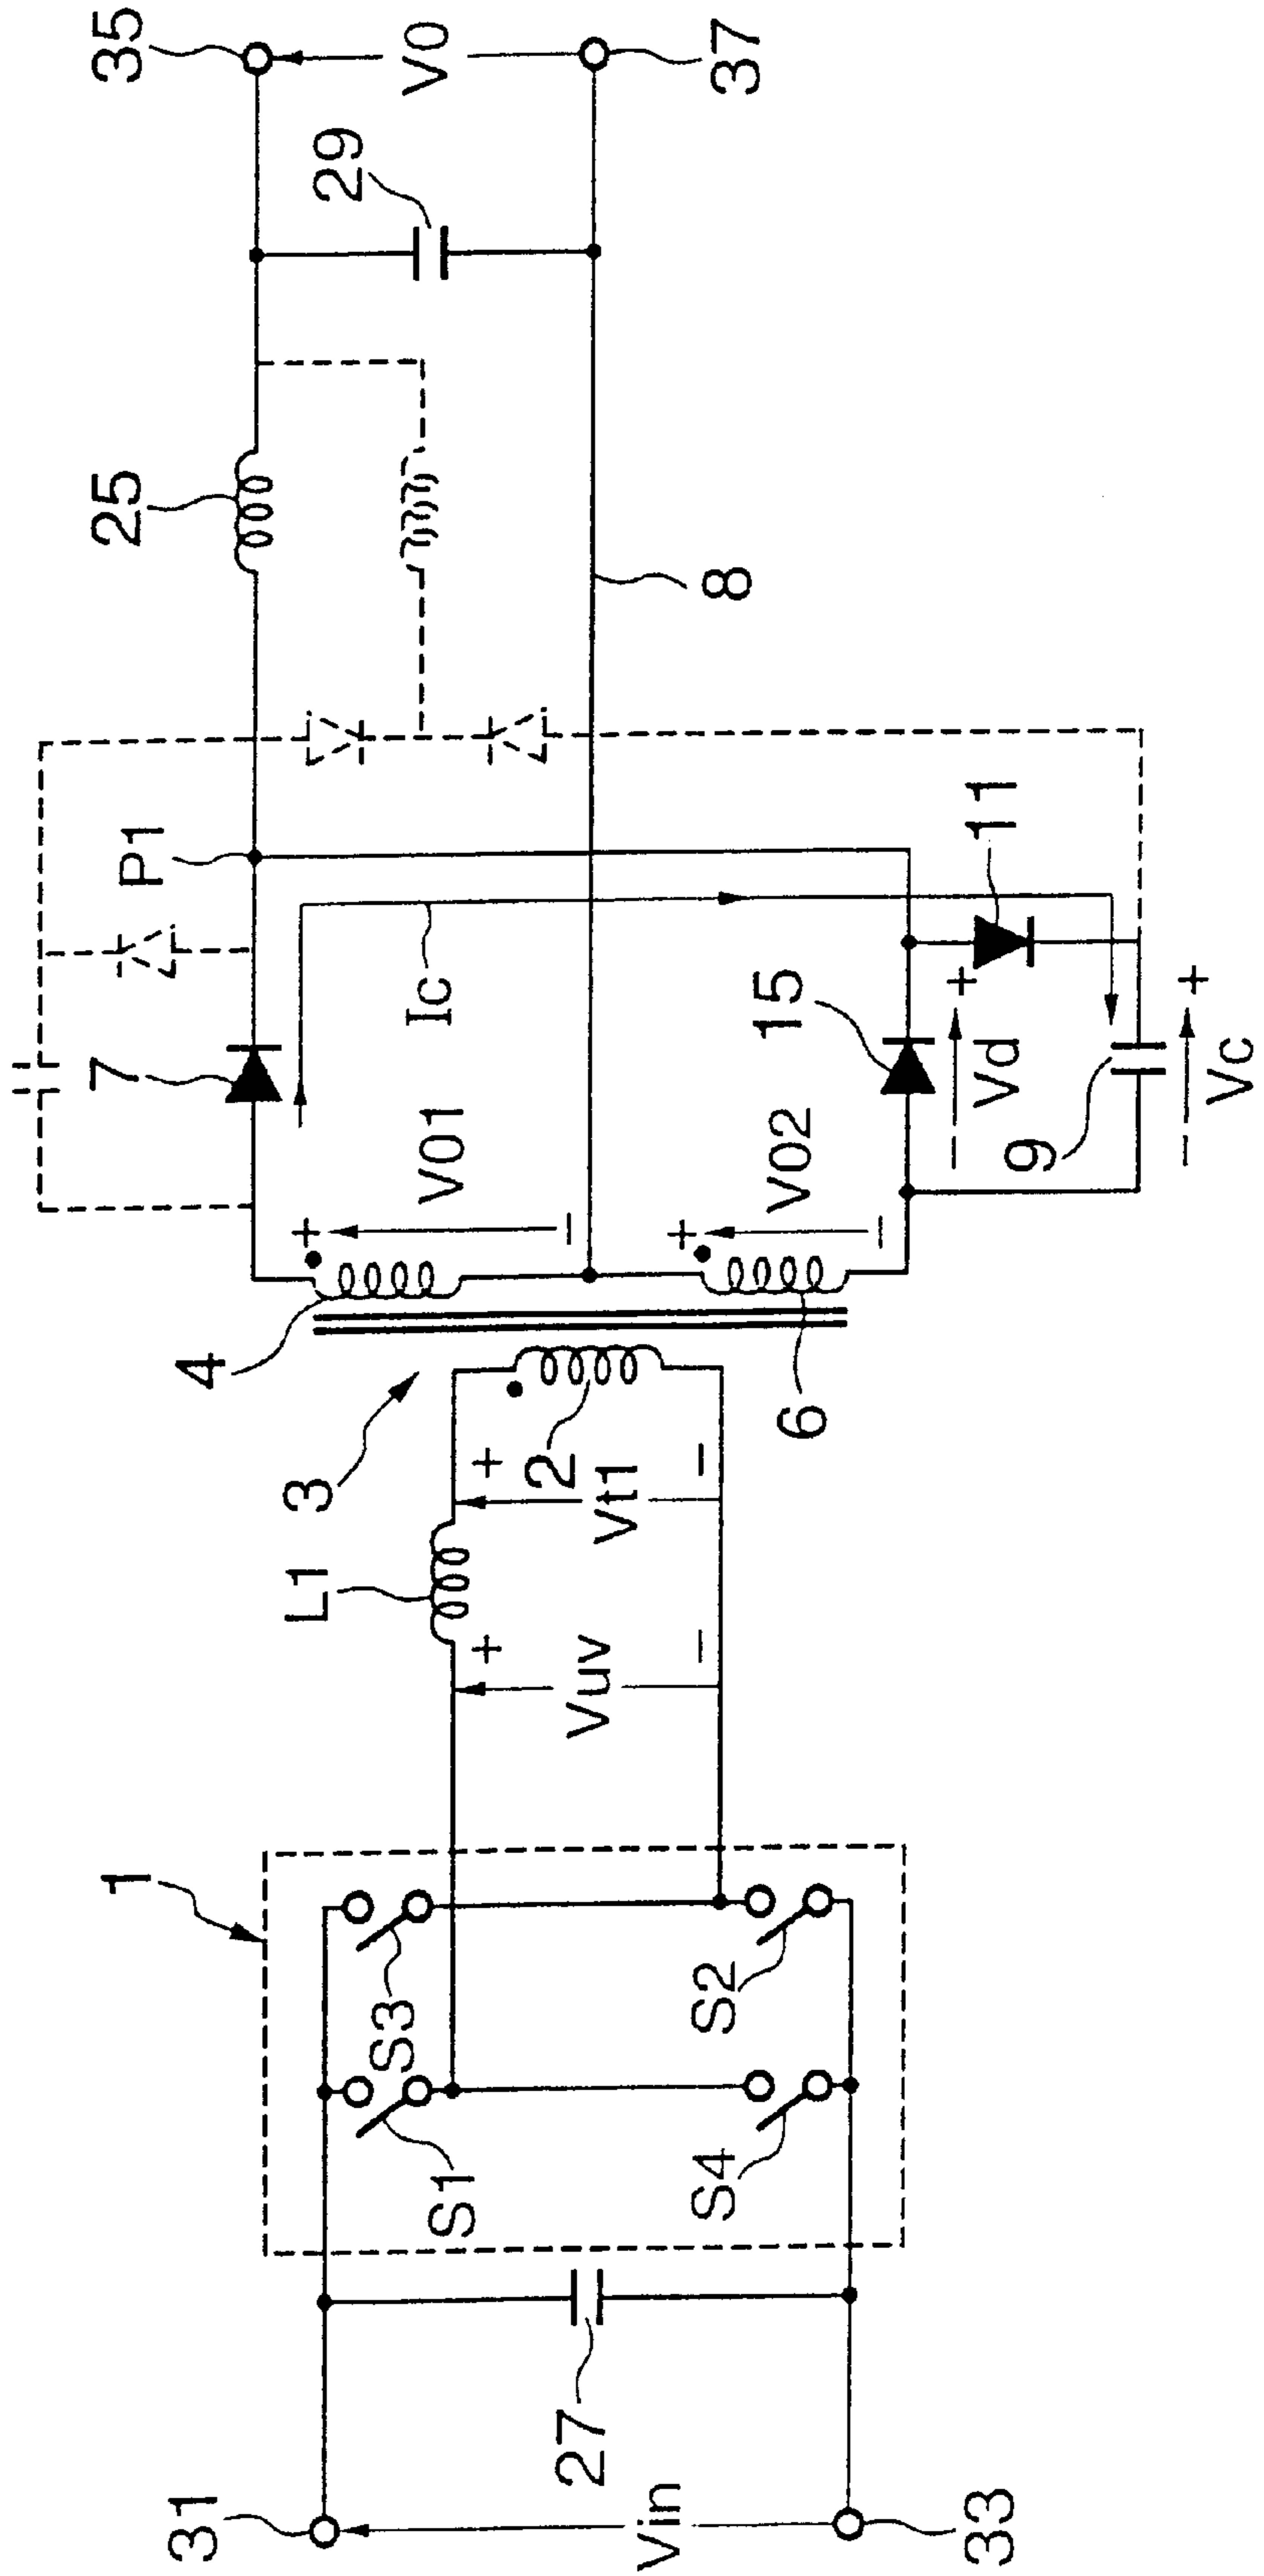 35
V0
37
29
25
8
P1
11
Ic
7
15
Vd
+
−
9
Vc
+
−
V01
+
−
V02
+
−
4
6
3
2
Vt1
+
−
L1
Vuv
+
−
1
S3
S2
S1
S4
27
31
Vin
33